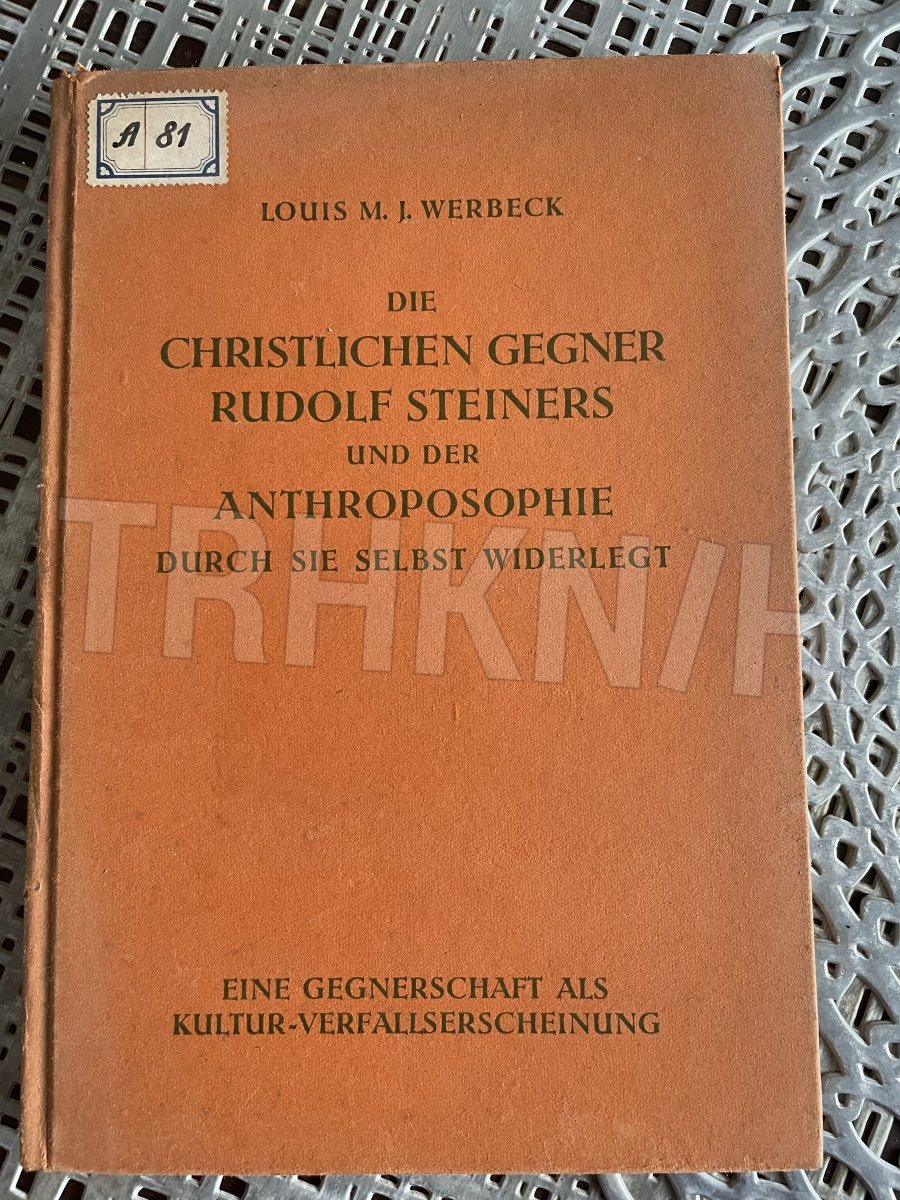 A 81
LOUIS M. J. WERBECK
DIE
CHRISTLICHEN GEGNER
RUDOLF STEINERS
UND DER
ANTHROPOSOPHIE
DURCH SIE SELBST WIDERLEGT
TRHKN/H
EINE GEGNERSCHAFT ALS
KULTUR-VERFALLSERSCHEINUNG